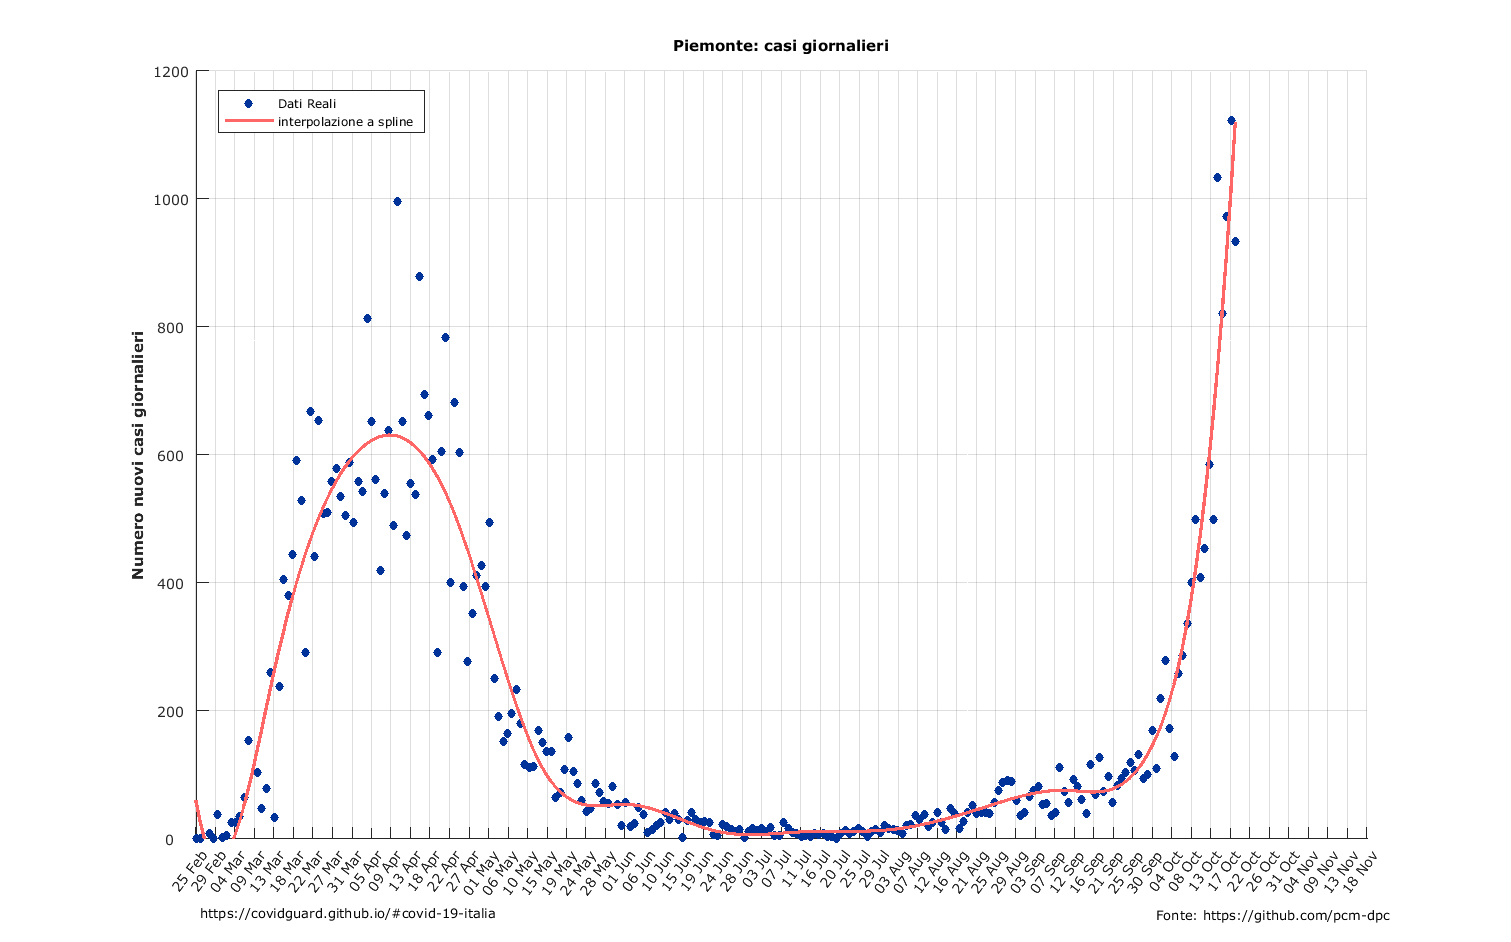 Piemonte: casi giornalieri
Dati Reali
interpolazione a spline
Numero nuovi casi giornalieri
1200
1000
800
600
400
200
0
25 Feb
29 Feb
04 Mar
09 Mar
13 Mar
18 Mar
22 Mar
27 Mar
31 Mar
05 Apr
09 Apr
13 Apr
18 Apr
22 Apr
27 Apr
01 May
06 May
10 May
15 May
19 May
24 May
28 May
01 Jun
06 Jun
10 Jun
15 Jun
19 Jun
24 Jun
28 Jun
03 Jul
07 Jul
11 Jul
16 Jul
20 Jul
25 Jul
29 Jul
03 Aug
07 Aug
12 Aug
16 Aug
21 Aug
25 Aug
29 Aug
03 Sep
07 Sep
12 Sep
16 Sep
21 Sep
25 Sep
30 Sep
04 Oct
08 Oct
13 Oct
17 Oct
22 Oct
26 Oct
31 Oct
04 Nov
09 Nov
13 Nov
18 Nov
https://covidguard.github.io/#covid-19-italia
Fonte: https://github.com/pcm-dpc